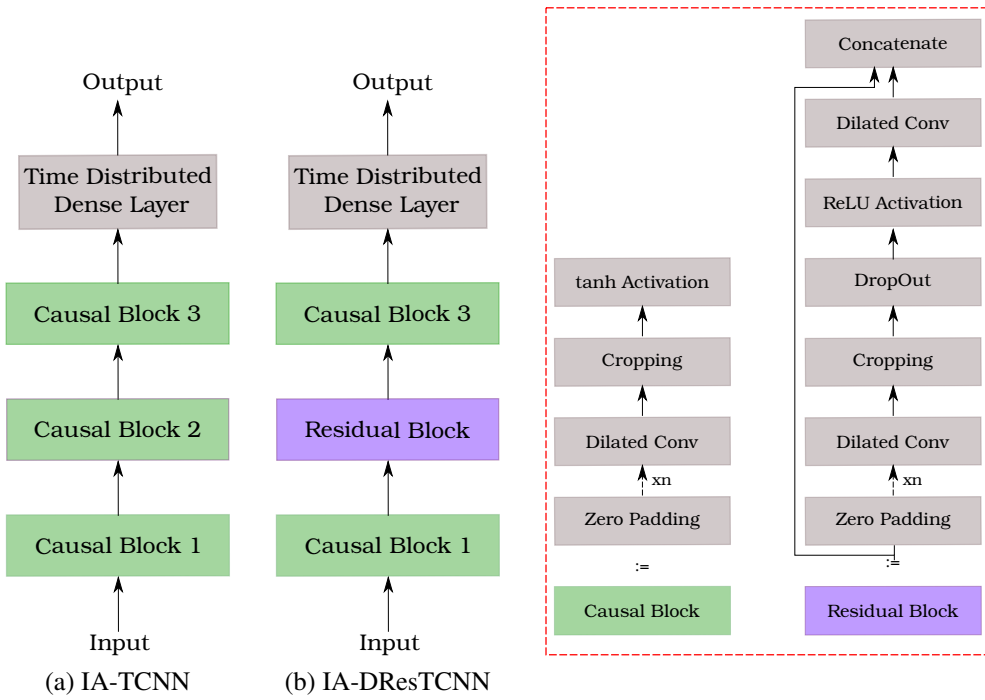 Output
Time Distributed
Dense Layer
Causal Block 3
Causal Block 2
Causal Block 1
Input
(a) IA-TCNN
Output
Time Distributed
Dense Layer
Causal Block 3
Residual Block
Causal Block 1
Input
(b) IA-DResTCNN
tanh Activation
Cropping
Dilated Conv
xn
Zero Padding
:=
Causal Block
Concatenate
Dilated Conv
ReLU Activation
DropOut
Cropping
Dilated Conv
xn
Zero Padding
:=
Residual Block